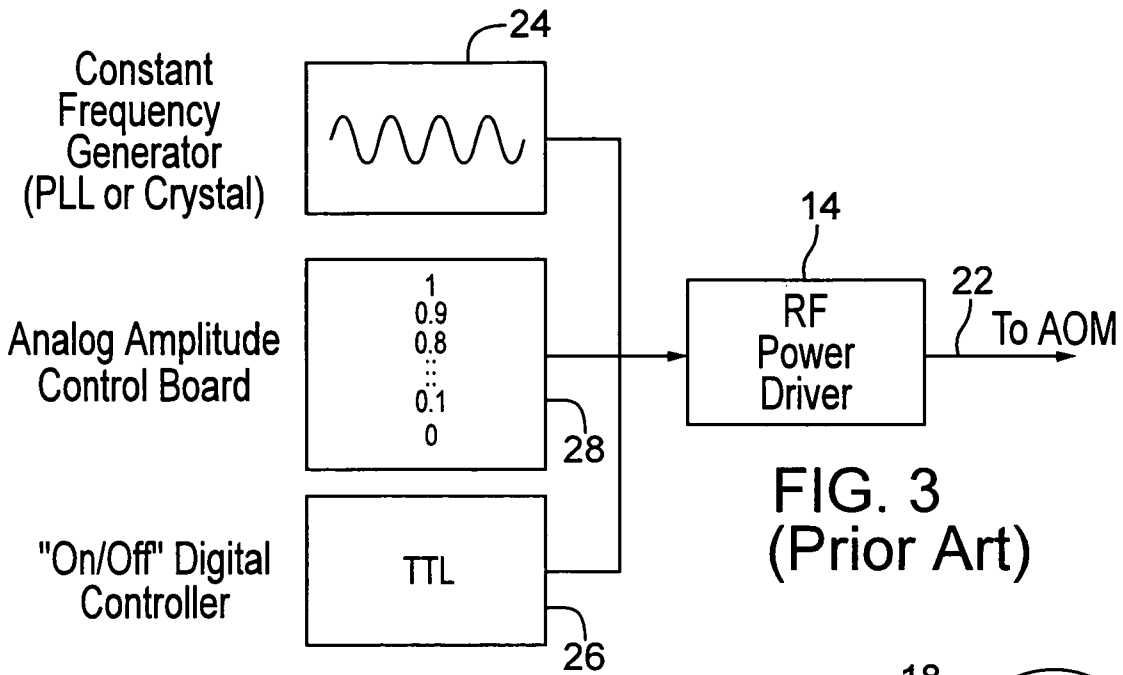 24
Constant
Frequency
Generator
(PLL or Crystal)
14
1
0.9
0.8
:::
0.1
0
Analog Amplitude
Control Board
28
RF
Power
Driver
22
To AOM
FIG. 3
(Prior Art)
"On/Off" Digital
Controller
TTL
26
18